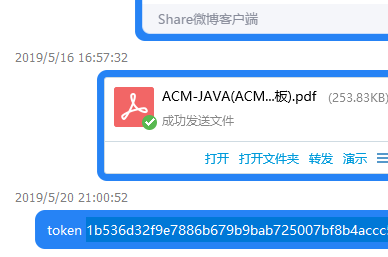 Share微博客户端
2019/5/16 16:57:32
ACM-JAVA(ACM...板).pdf (253.83KB)
成功发送文件
打开 打开文件夹 转发 演示
2019/5/20 21:00:52
token 1b536d32f9e7886b679b9bab725007bf8b4accc